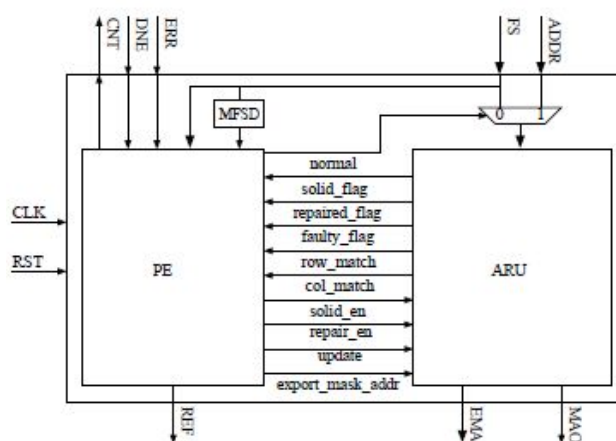 CNT
DNE
ERR
FS
ADDR
MFSD
0 1
normal
solid_flag
CLK
repaired_flag
faulty_flag
RST
PE
row_match
ARU
col_match
solid_en
repair_en
update
export_mask_addr
REF
EMA
MAO